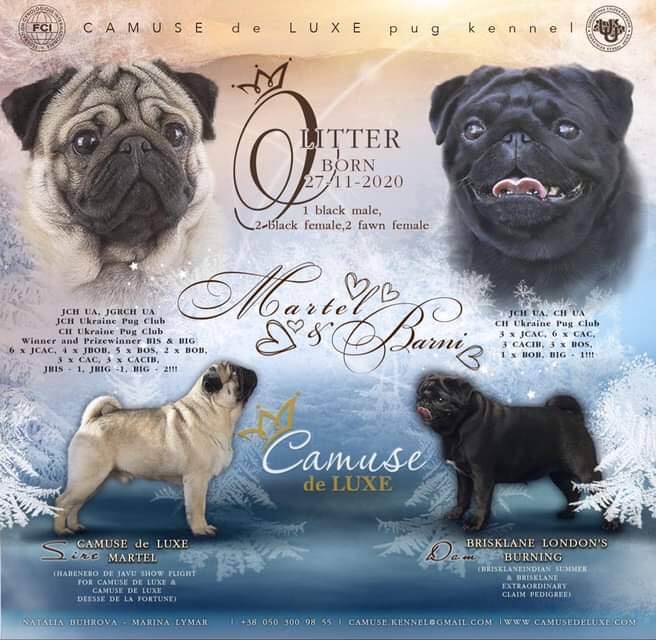 FCI
CAMUSE de LUXE pug kennel
UKU
Q LITTER
BORN
27-11-2020
1 black male,
2 black female,2 fawn female
Martel
& Barni
JCH UA, JGRCH UA
JCH Ukraine Pug Club
CH Ukraine Pug Club
Winner and Prizewinner BIS & BIG
6 x JCAC, 4 x JBOB, 5 x BOS, 2 x BOB,
3 x CAC, 3 x CACIB,
JBIS - 1, JBIG -1, BIG - 2!!!
JCH UA, CH UA
CH Ukraine Pug Club
3 x JCAC, 6 x CAC,
3 CACIB, 3 x BOS,
1 x BOB, BIG - 1!!!
Camuse
de LUXE
Sire CAMUSE de LUXE
MARTEL
(HABENERO DE JAVU SHOW FLIGHT
FOR CAMUSE DE LUXE &
CAMUSE DE LUXE
DEESSE DE LA FORTUNE)
Dam BRISKLANE LONDON'S
BURNING
(BRISKLANEINDIAN SUMMER
& BRISKLANE
EXTRAORDINARY
CLAIM PEDIGREE)
NATALIA BUHROVA - MARINA LYMAR | +38 050 300 98 55 | CAMUSE.KENNEL@GMAIL.COM | WWW.CAMUSEDELUXE.COM